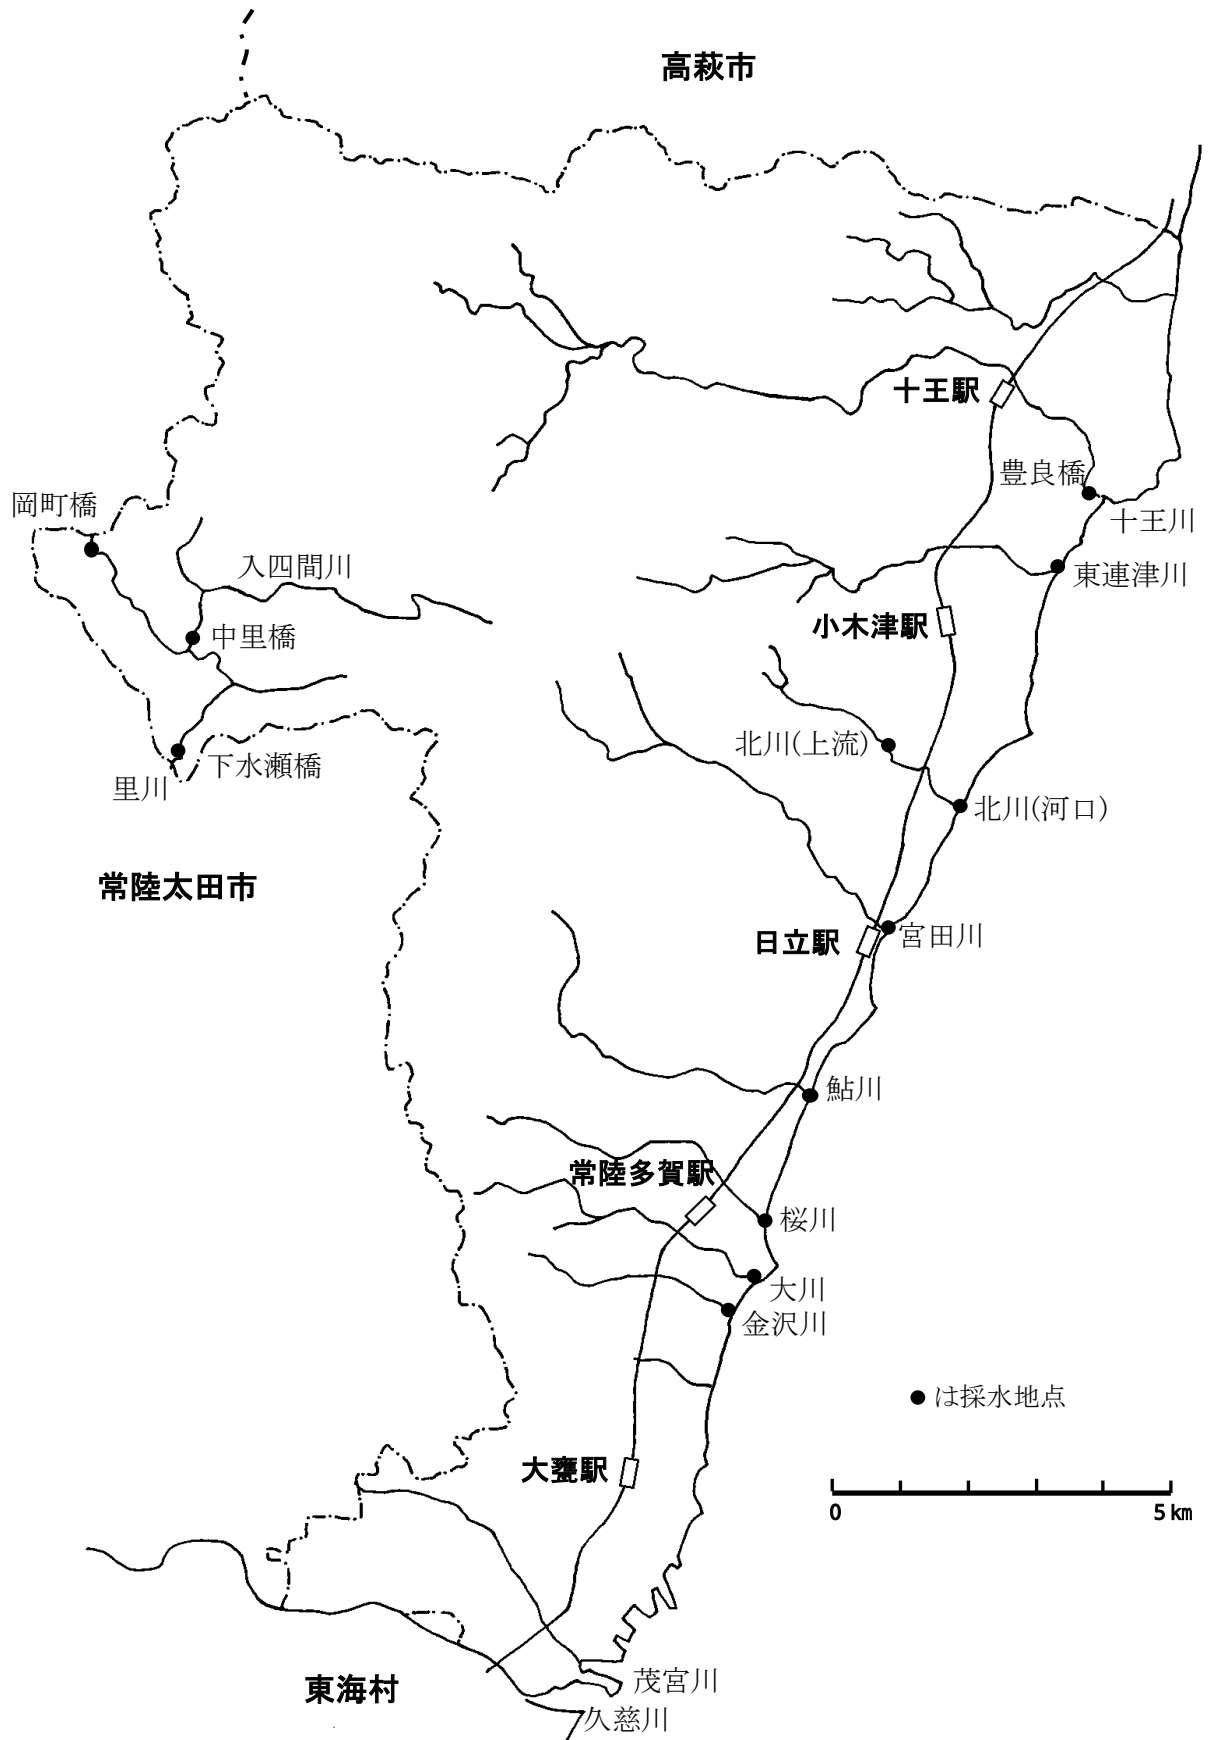 高萩市
十王駅
豊良橋
岡町橋
十王川
入四間川
東連津川
小木津駅
中里橋
北川(上流)
下水瀬橋
里川
北川(河口)
常陸太田市
宮田川
日立駅
鮎川
常陸多賀駅
桜川
大川
金沢川
●は採水地点
大甕駅
0 5km
茂宮川
東海村
久慈川